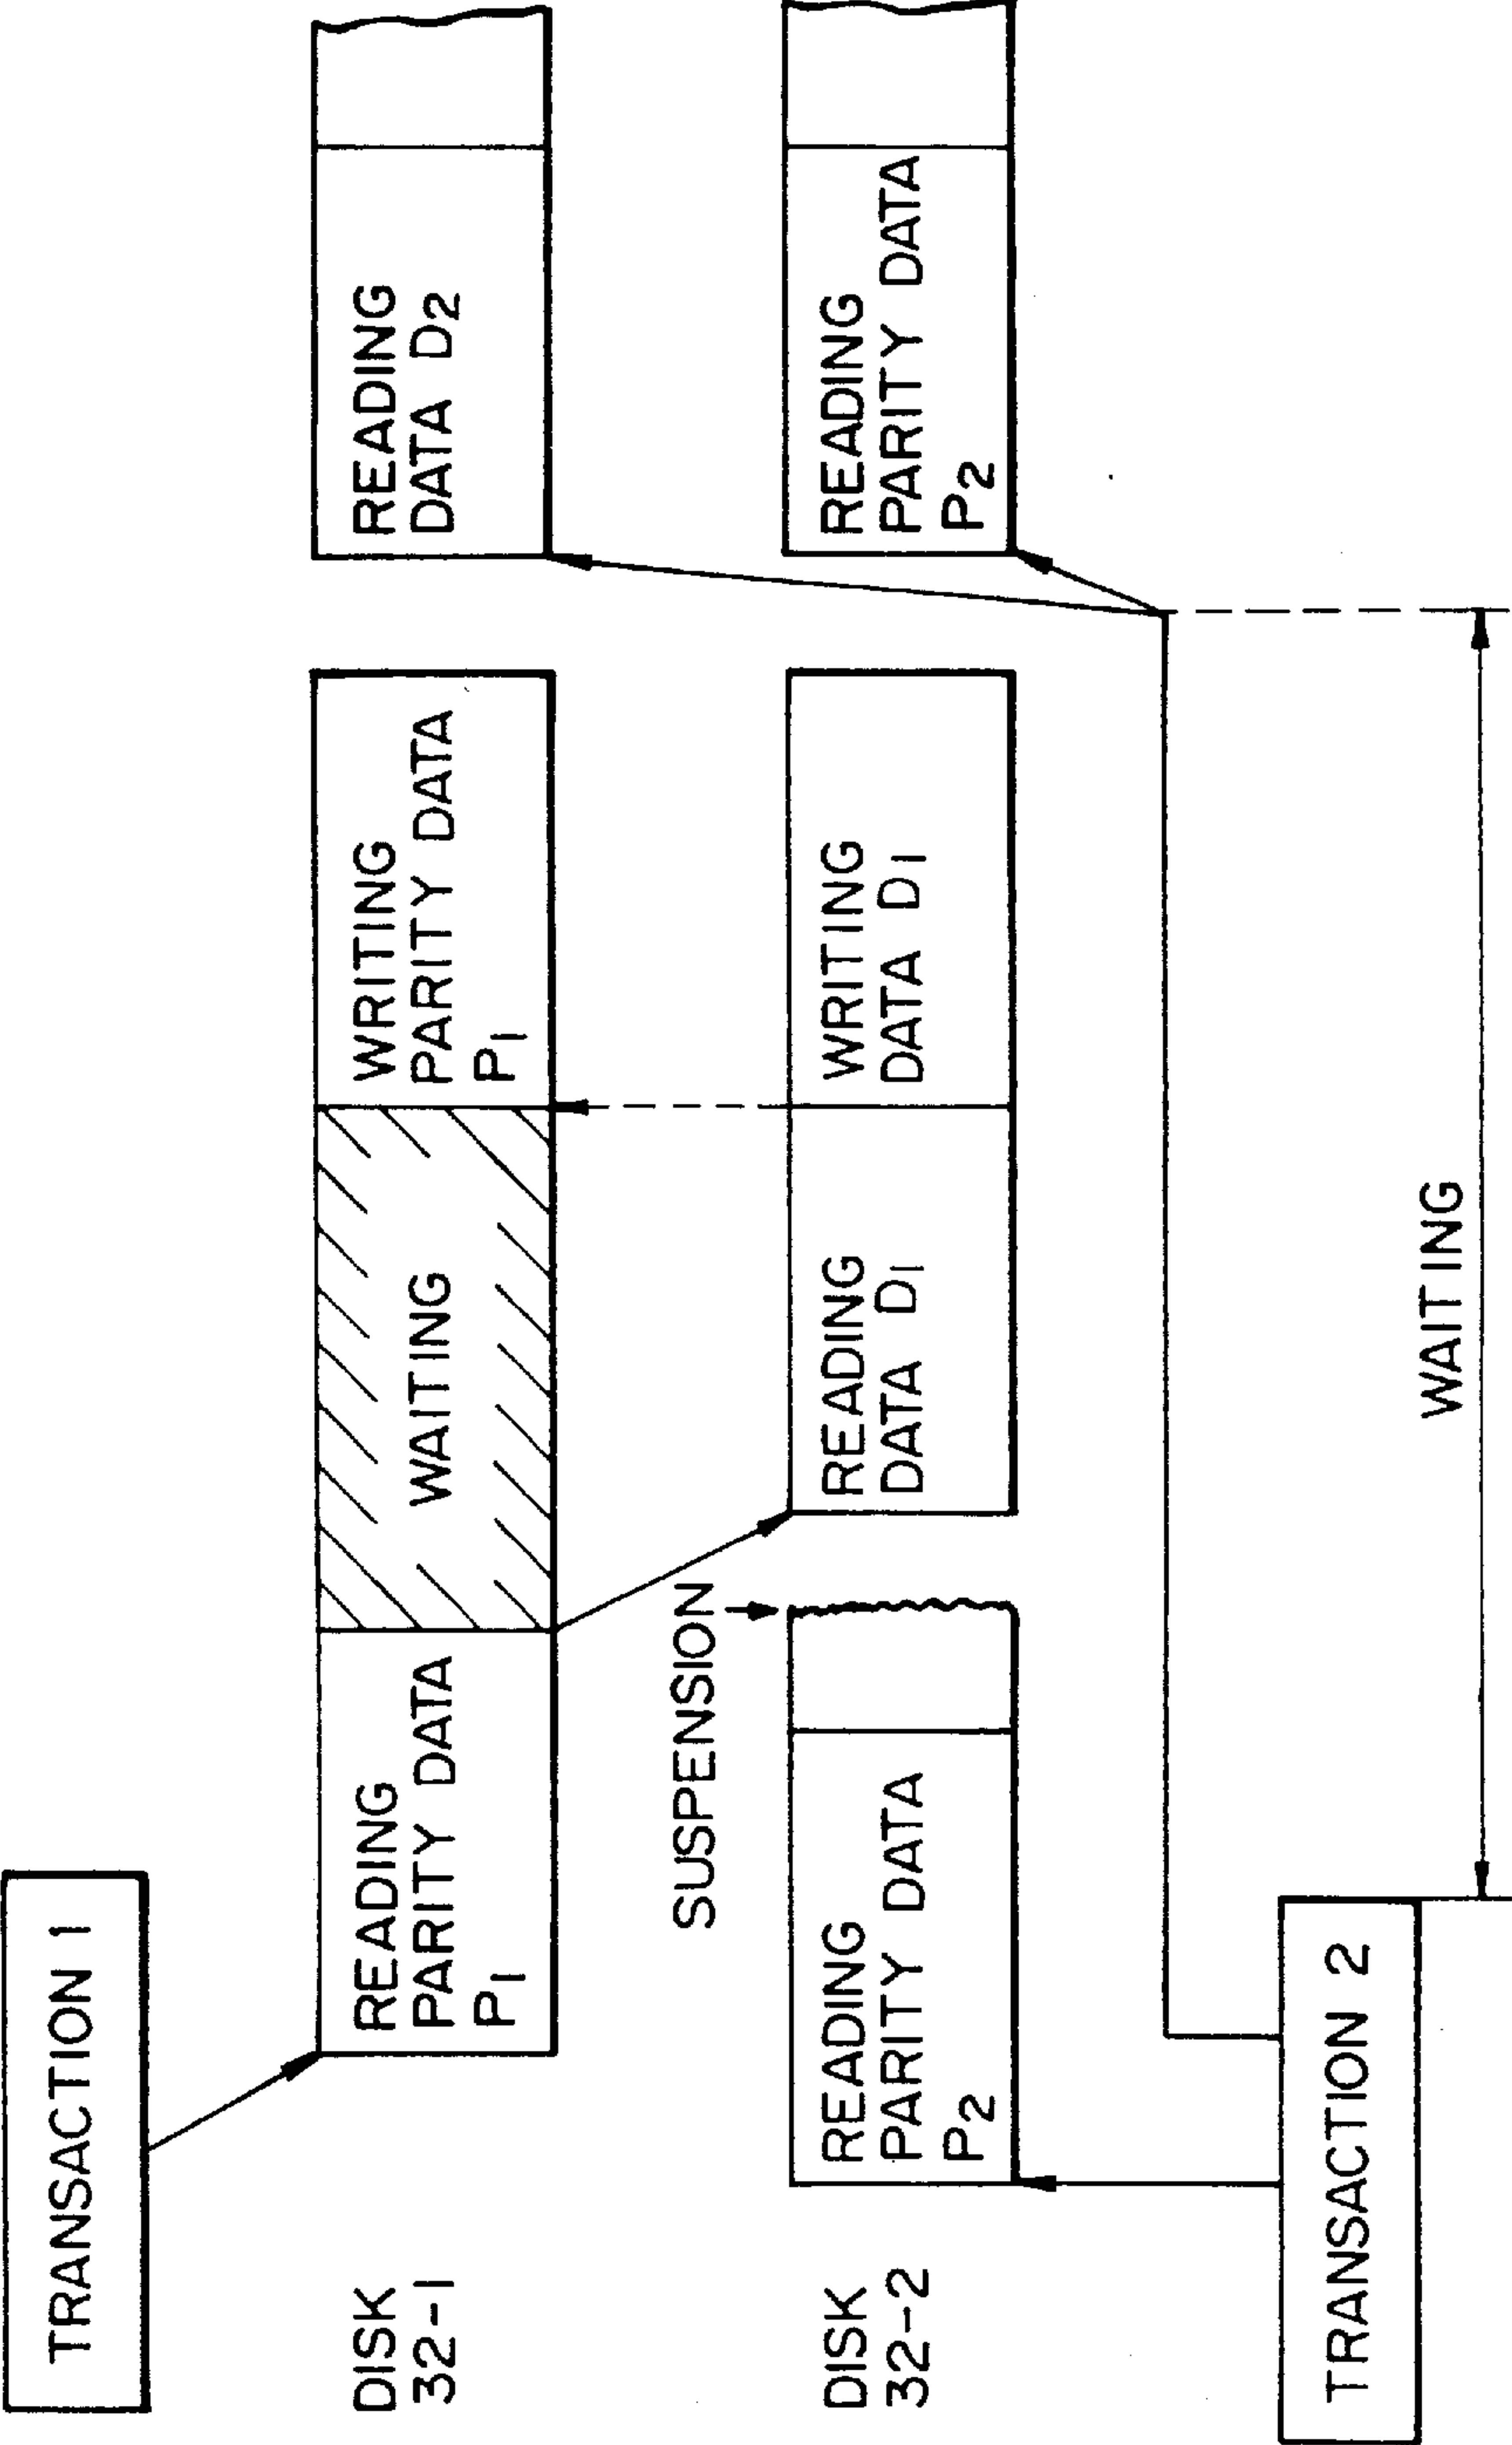 TRANSACTION 1
DISK
32-1
READING
PARITY DATA
P1
WAITING
WRITING
PARITY DATA
P1
READING
DATA D2
SUSPENSION
DISK
32-2
READING
PARITY DATA
P2
READING
DATA D1
WRITING
DATA D1
READING
PARITY DATA
P2
TRANSACTION 2
WAITING